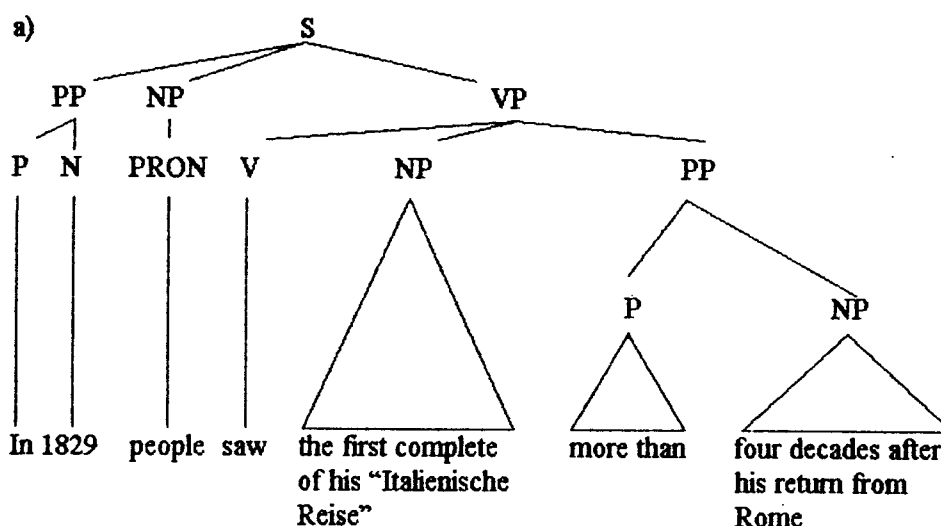 a)
S
PP NP VP
P N PRON V NP PP
P NP
In 1829 people saw the first complete more than four decades after
of his “Italienische his return from
Reise” Rome